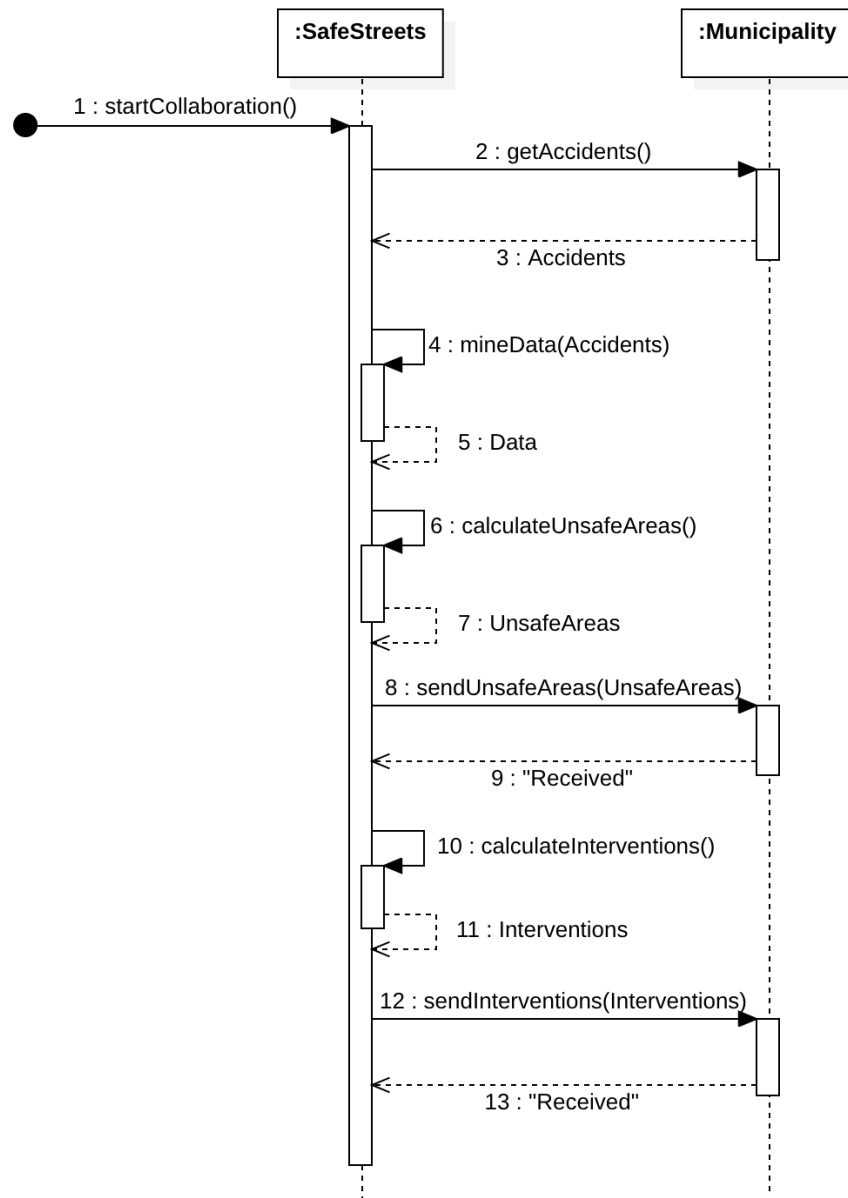 :SafeStreets
:Municipality
1 : startCollaboration()
2 : getAccidents()
3 : Accidents
4 : mineData(Accidents)
5 : Data
6 : calculateUnsafeAreas()
7 : UnsafeAreas
8 : sendUnsafeAreas(UnsafeAreas)
9 : "Received"
10 : calculateInterventions()
11 : Interventions
12 : sendInterventions(Interventions)
13 : "Received"